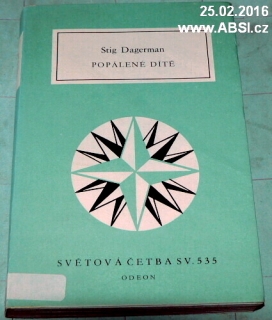 25.02.2016
www.ABSI.cz
Stig Dagerman
POPÁLENÉ DÍTĚ
SVĚTOVÁ ČETBA SV. 535
ODEON